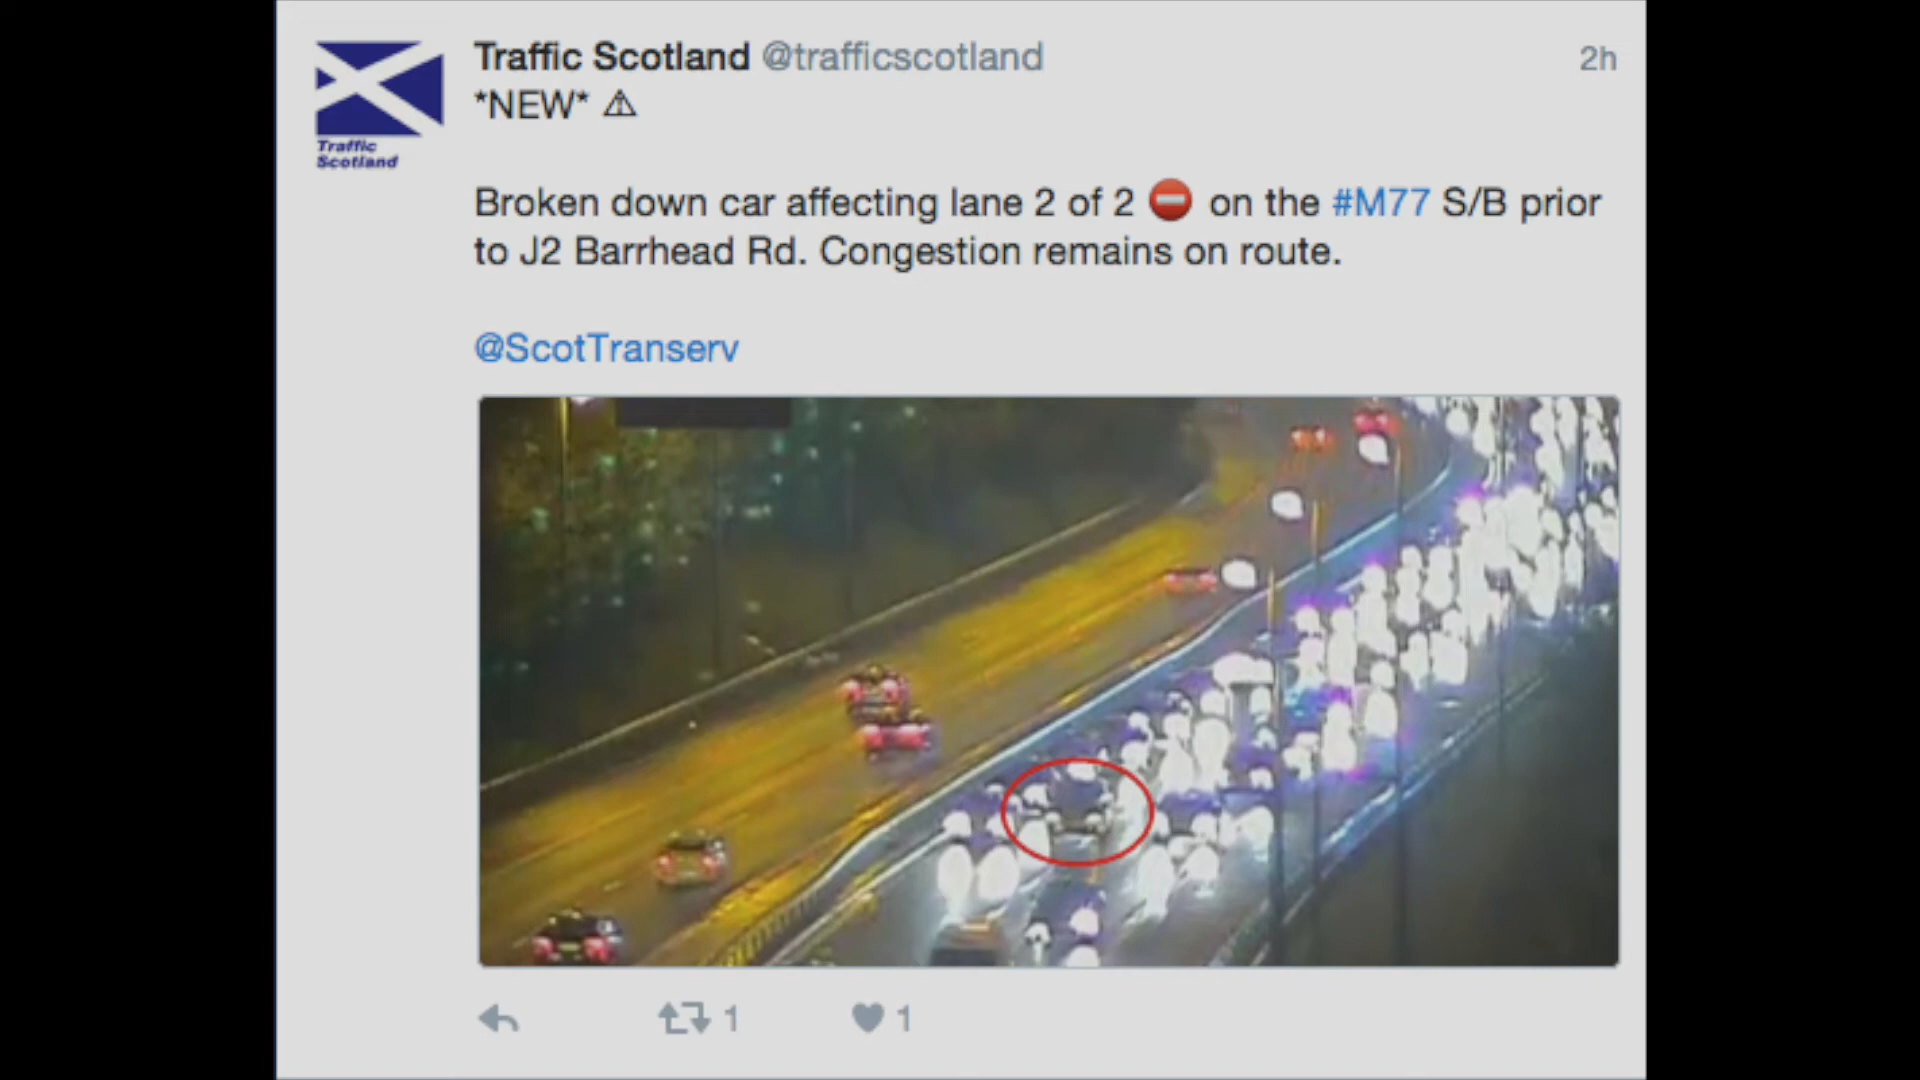 Traffic Scotland @trafficscotland 2h
*NEW* ⚠
Traffic
Scotland
Broken down car affecting lane 2 of 2 ⛔ on the #M77 S/B prior
to J2 Barrhead Rd. Congestion remains on route.
@ScotTranserv
1 1